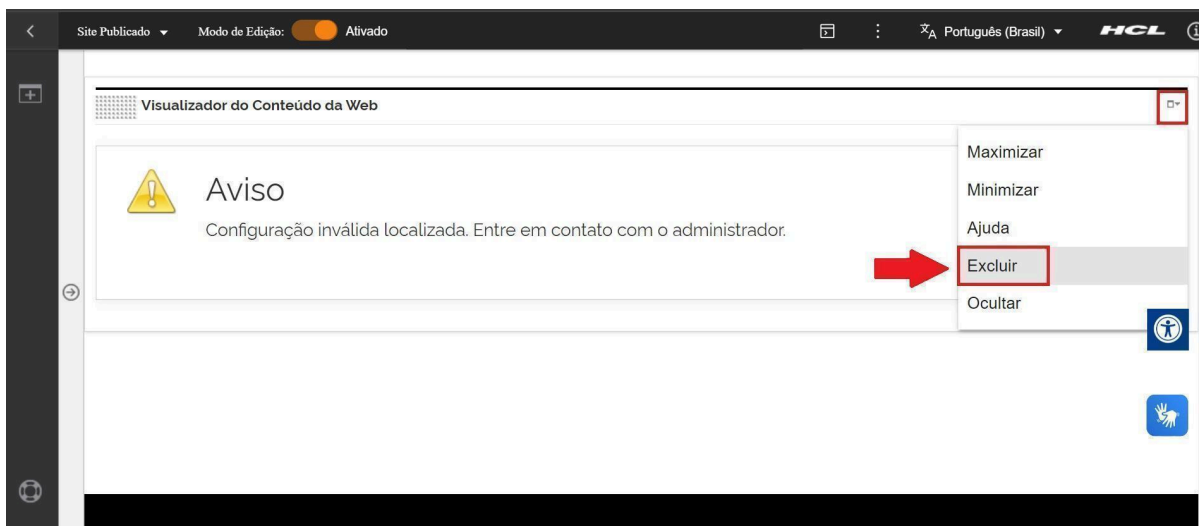 Site Publicado Modo de Edição: Ativado Português (Brasil) HCL
Visualizador do Conteúdo da Web
Maximizar
Minimizar
Aviso
Ajuda
Configuração inválida localizada. Entre em contato com o administrador.
Excluir
Ocultar